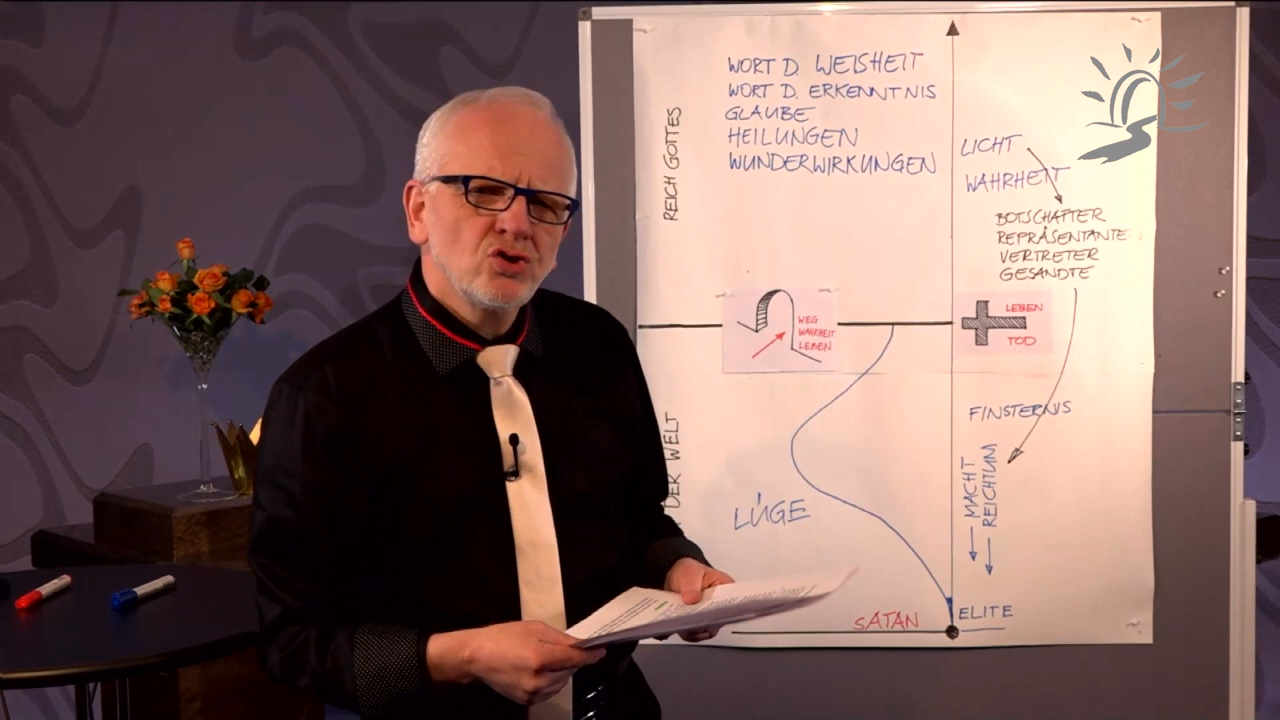 WORT D. WEISHEIT
WORT D. ERKENNTNIS
GLAUBE
HEILUNGEN
WUNDERWIRKUNGEN
REICH GOTTES
LICHT
WAHRHEIT
BOTSCHAFTER
REPRÄSENTANTE
VERTRETER
GESANDTE
WEG
WAHRHEIT
LEBEN
LEBEN
TOD
DER WELT
FINSTERNIS
MACHT
REICHTUM
LÜGE
SATAN
ELITE